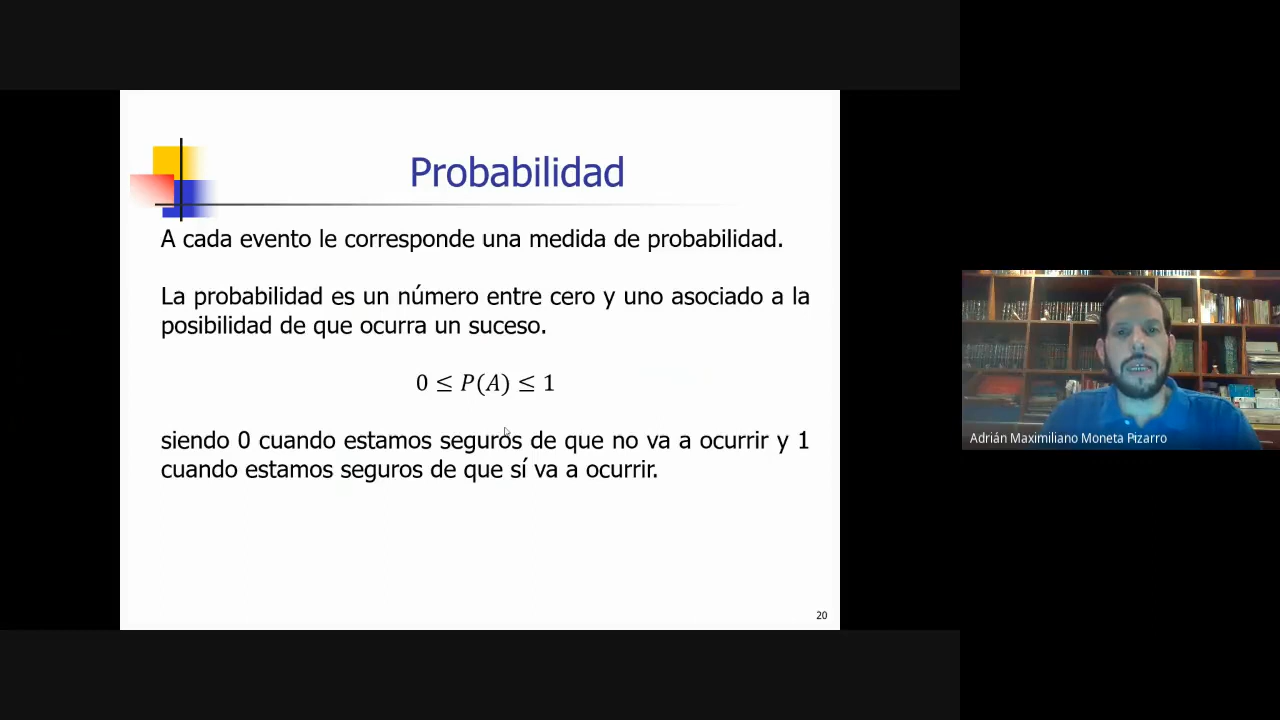 Probabilidad
A cada evento le corresponde una medida de probabilidad.
La probabilidad es un número entre cero y uno asociado a la
posibilidad de que ocurra un suceso.
0 ≤ P(A) ≤ 1
siendo 0 cuando estamos seguros de que no va a ocurrir y 1
cuando estamos seguros de que sí va a ocurrir.
20
Adrián Maximiliano Moneta Pizarro